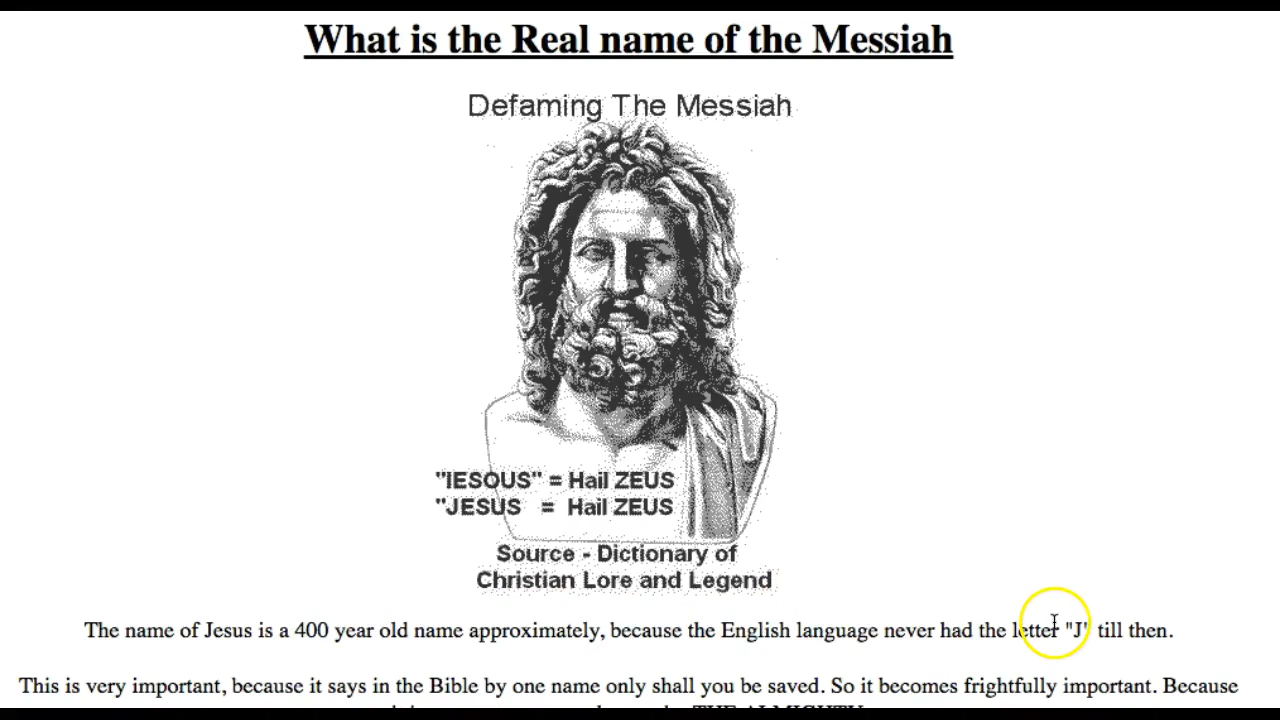 What is the Real name of the Messiah
Defaming The Messiah
"IESOUS" = Hail ZEUS
"JESUS = Hail ZEUS
Source - Dictionary of
Christian Lore and Legend
The name of Jesus is a 400 year old name approximately, because the English language never had the letter "J" till then.
This is very important, because it says in the Bible by one name only shall you be saved. So it becomes frightfully important. Because
THE ALMIGHTY